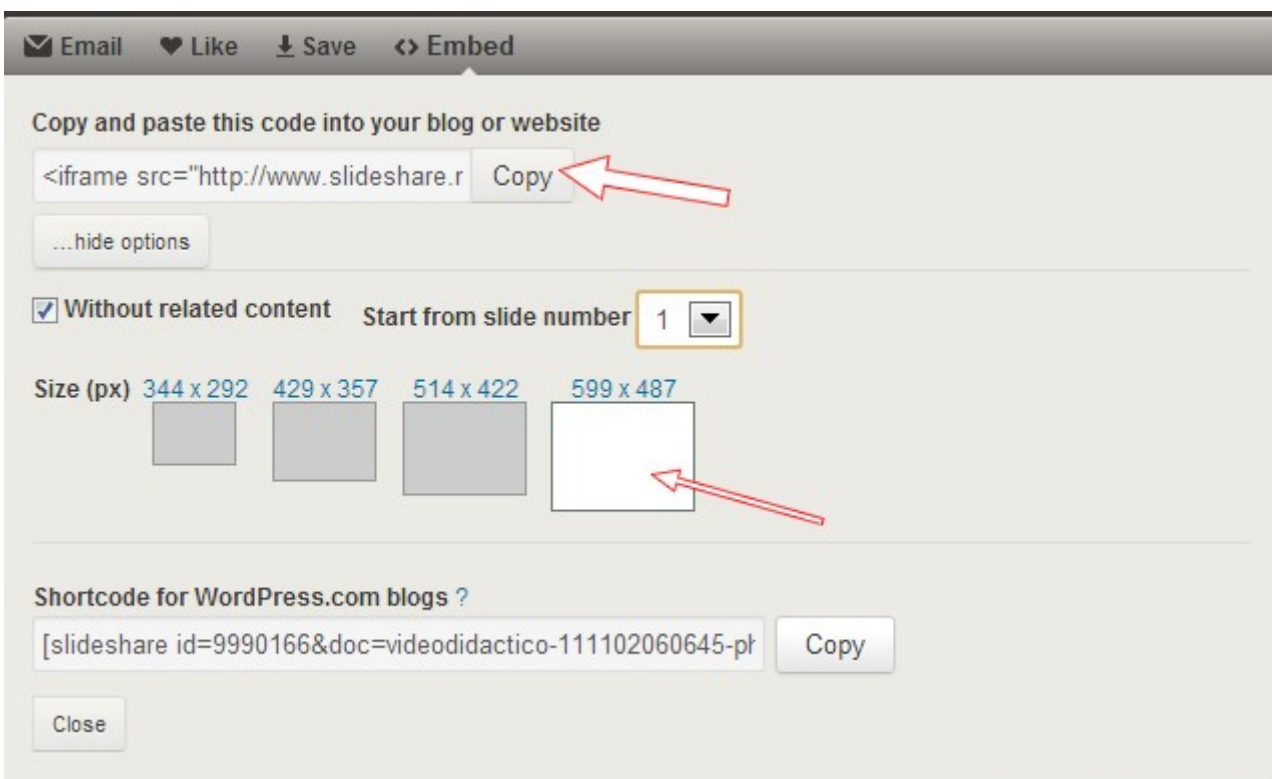 Email Like Save <> Embed
Copy and paste this code into your blog or website
<iframe src="http://www.slideshare.r Copy
...hide options
Without related content Start from slide number 1
Size (px) 344 x 292 429 x 357 514 x 422 599 x 487
Shortcode for WordPress.com blogs ?
[slideshare id=9990166&doc=videodidactico-111102060645-ph Copy
Close